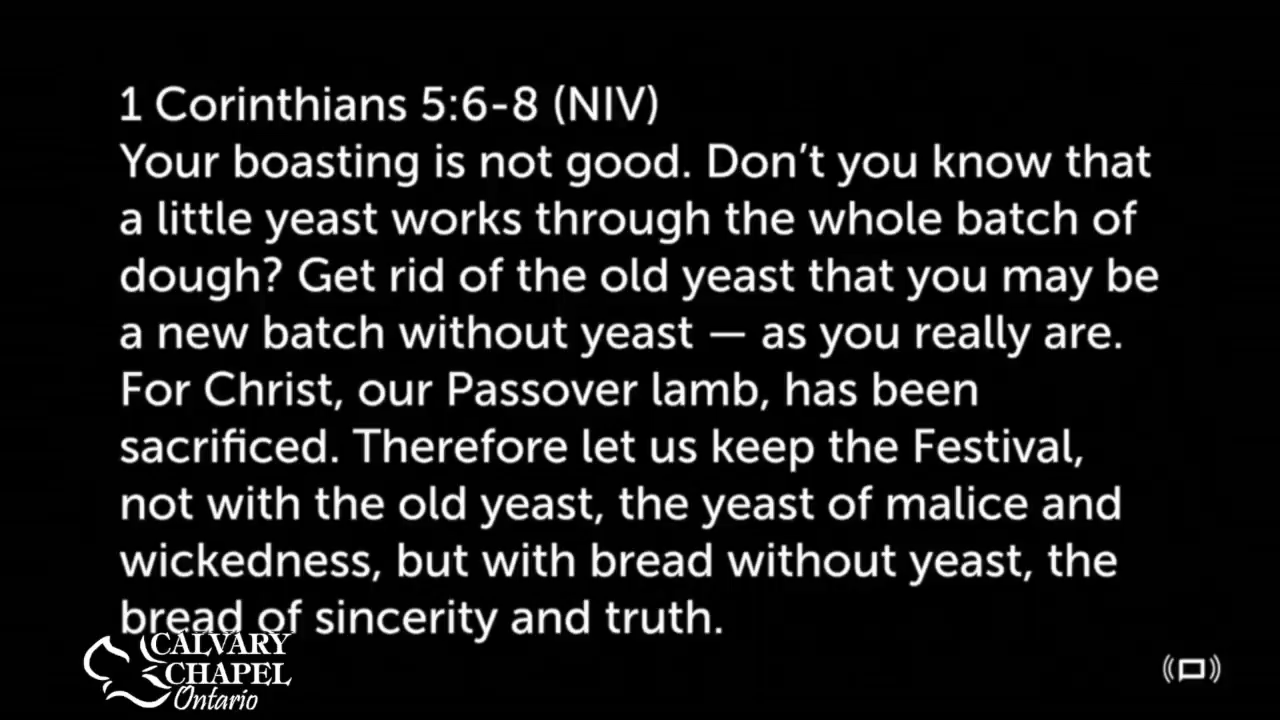 1 Corinthians 5:6-8 (NIV)
Your boasting is not good. Don’t you know that
a little yeast works through the whole batch of
dough? Get rid of the old yeast that you may be
a new batch without yeast — as you really are.
For Christ, our Passover lamb, has been
sacrificed. Therefore let us keep the Festival,
not with the old yeast, the yeast of malice and
wickedness, but with bread without yeast, the
bread of sincerity and truth.
CALVARY
CHAPEL
Ontario